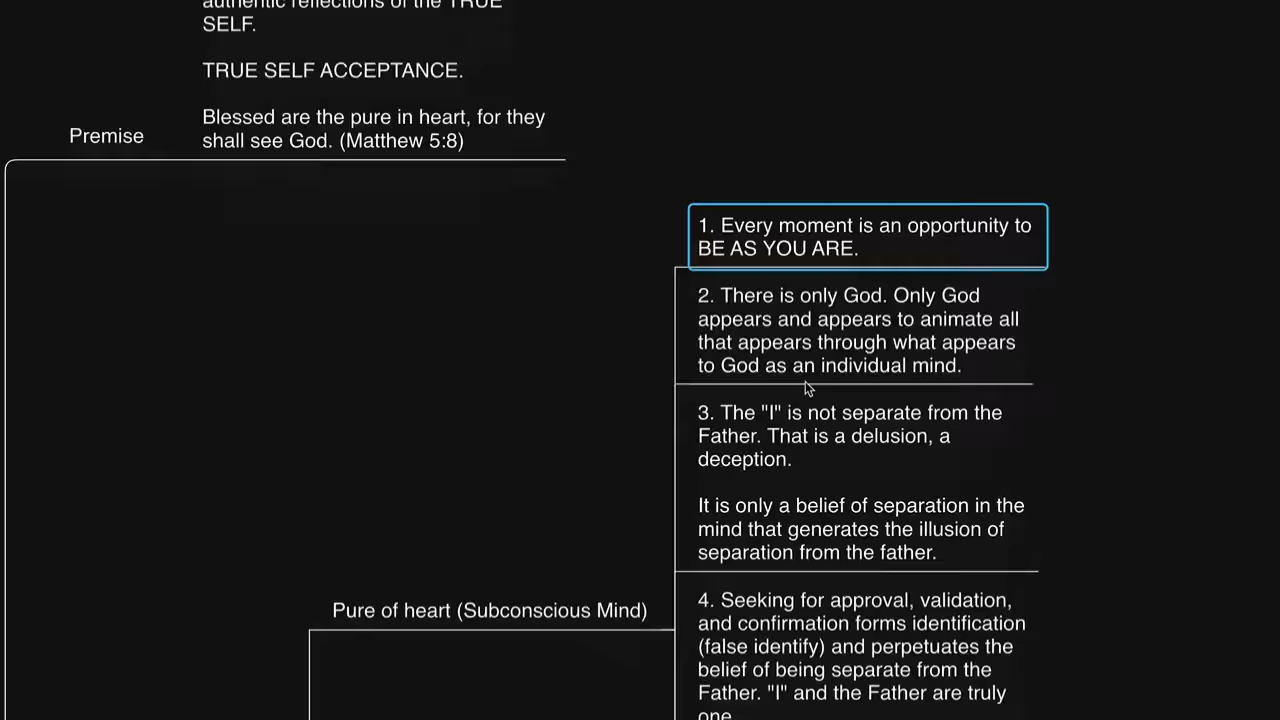 authentic reflections of the TRUE
SELF.
TRUE SELF ACCEPTANCE.
Blessed are the pure in heart, for they
shall see God. (Matthew 5:8)
Premise
1. Every moment is an opportunity to
BE AS YOU ARE.
2. There is only God. Only God
appears and appears to animate all
that appears through what appears
to God as an individual mind.
3. The "I" is not separate from the
Father. That is a delusion, a
deception.
It is only a belief of separation in the
mind that generates the illusion of
separation from the father.
Pure of heart (Subconscious Mind)
4. Seeking for approval, validation,
and confirmation forms identification
(false identify) and perpetuates the
belief of being separate from the
Father. "I" and the Father are truly
one.